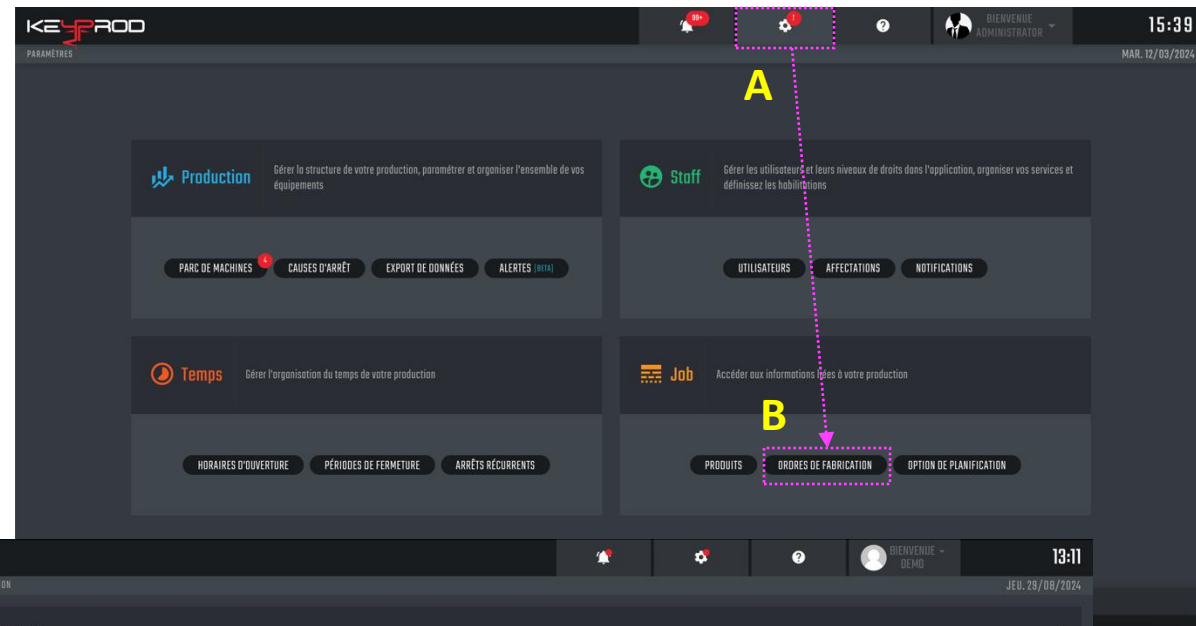 KEYPROD
99+
!
?
BIENVENUE
ADMINISTRATOR
15:39
PARAMÈTRES
MAR. 12/03/2024
A
Production
Gérer la structure de votre production, paramétrer et organiser l'ensemble de vos
équipements
Staff
Gérer les utilisateurs et leurs niveaux de droits dans l'application, organiser vos services et
définissez les habilitations
PARC DE MACHINES
4
CAUSES D'ARRÊT
EXPORT DE DONNÉES
ALERTES [BETA]
UTILISATEURS
AFFECTATIONS
NOTIFICATIONS
Temps
Gérer l'organisation du temps de votre production
Job
Accéder aux informations liées à votre production
B
HORAIRES D'OUVERTURE
PÉRIODES DE FERMETURE
ARRÊTS RÉCURRENTS
PRODUITS
ORDRES DE FABRICATION
OPTION DE PLANIFICATION
?
BIENVENUE
DEMO
13:11
ION
JEU. 29/08/2024